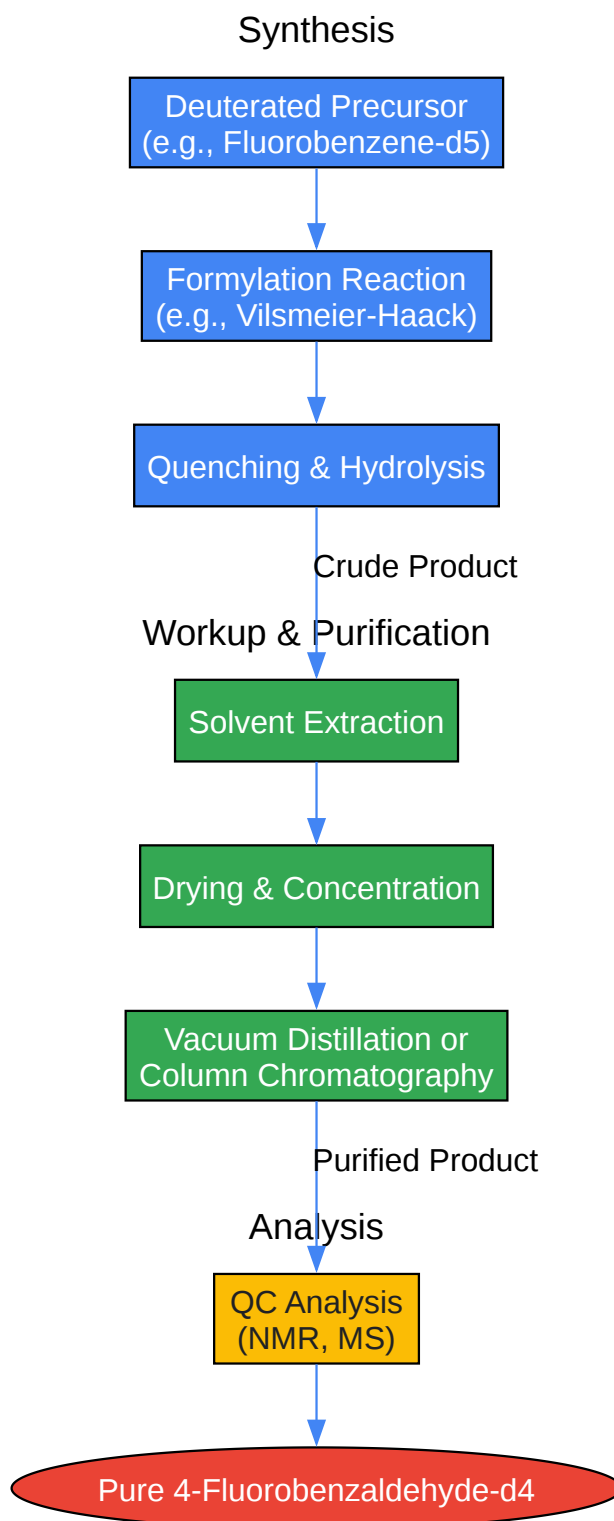 Synthesis
Deuterated Precursor
(e.g., Fluorobenzene-d5)
Formylation Reaction
(e.g., Vilsmeier-Haack)
Quenching & Hydrolysis
Crude Product
Workup & Purification
Solvent Extraction
Drying & Concentration
Vacuum Distillation or
Column Chromatography
Purified Product
Analysis
QC Analysis
(NMR, MS)
Pure 4-Fluorobenzaldehyde-d4